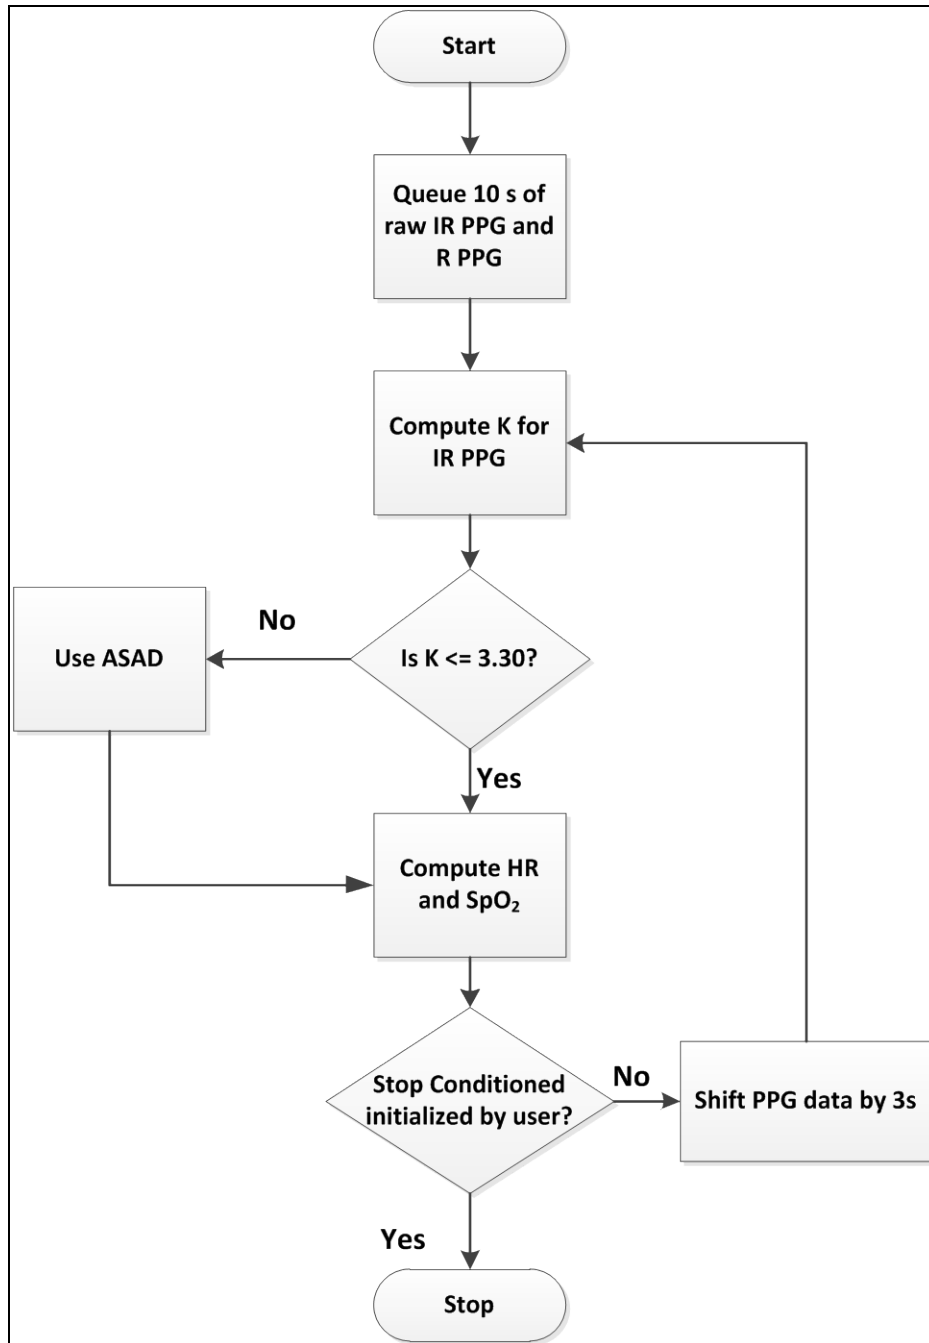 Start
Queue 10 s of
raw IR PPG and
R PPG
Compute K for
IR PPG
Is K <= 3.30?
No
Use ASAD
Yes
Compute HR
and SpO₂
Stop Conditioned
initialized by user?
No
Shift PPG data by 3s
Yes
Stop